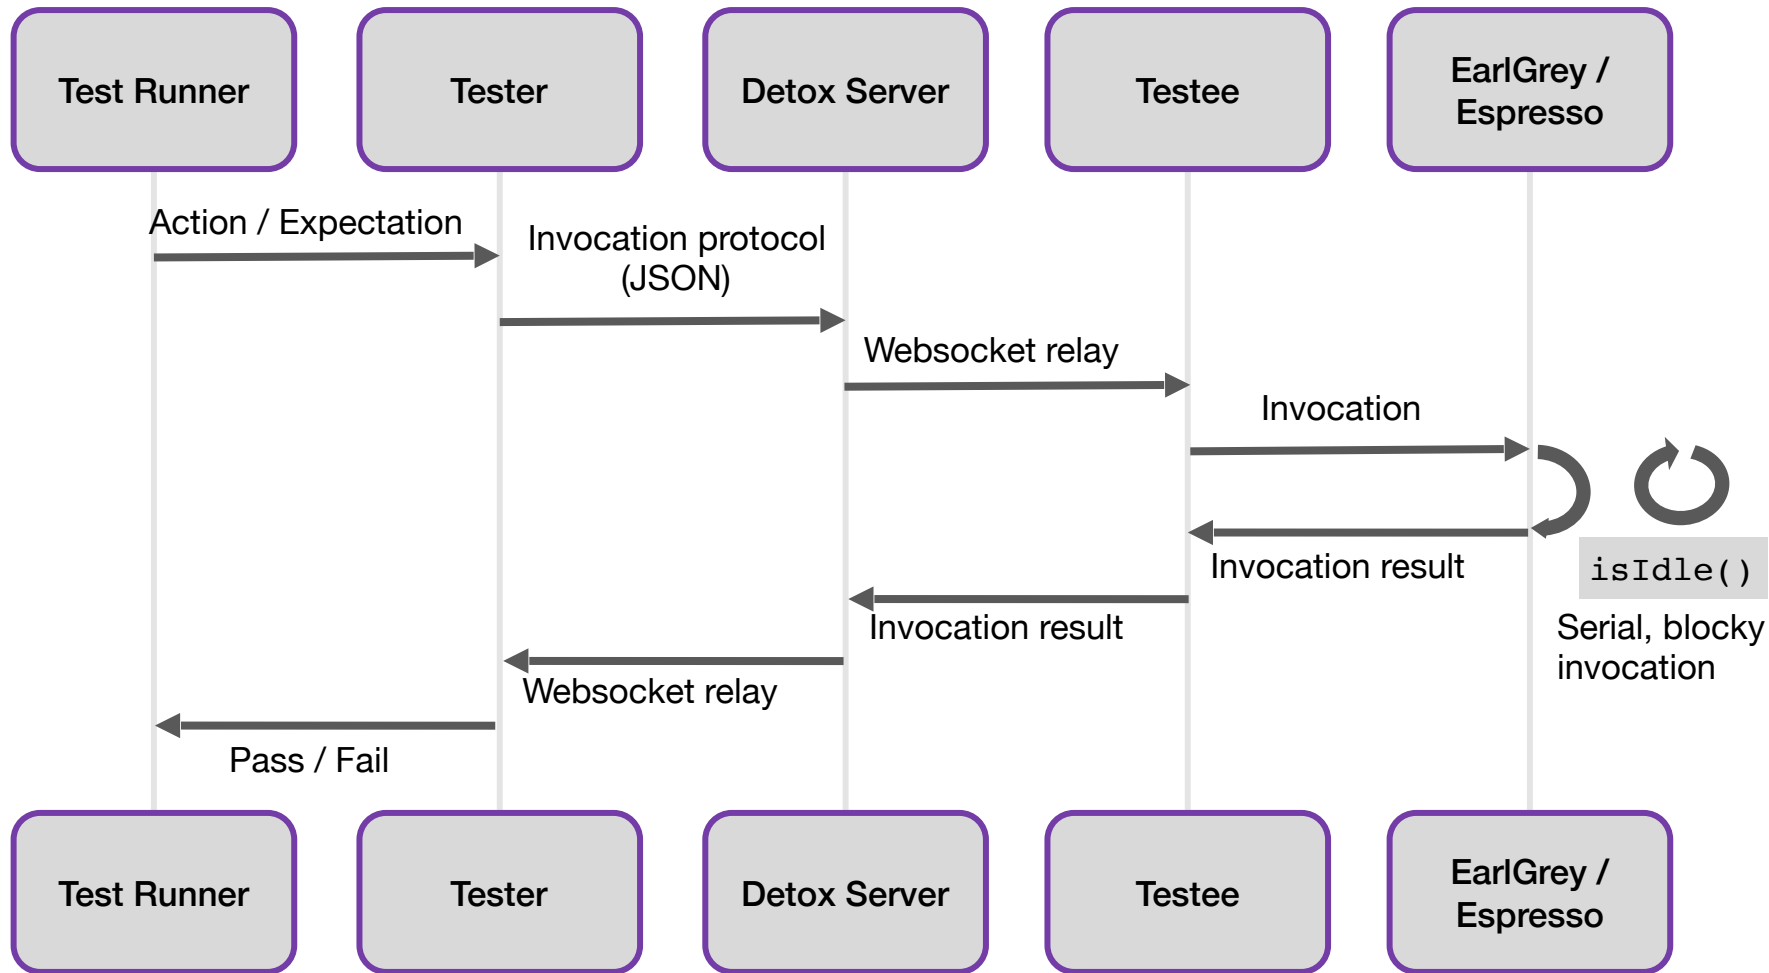 Test Runner
Tester
Detox Server
Testee
EarlGrey /
Espresso
Action / Expectation
Invocation protocol
(JSON)
Websocket relay
Invocation
Invocation result
isIdle()
Serial, blocky
invocation
Invocation result
Websocket relay
Pass / Fail
Test Runner
Tester
Detox Server
Testee
EarlGrey /
Espresso